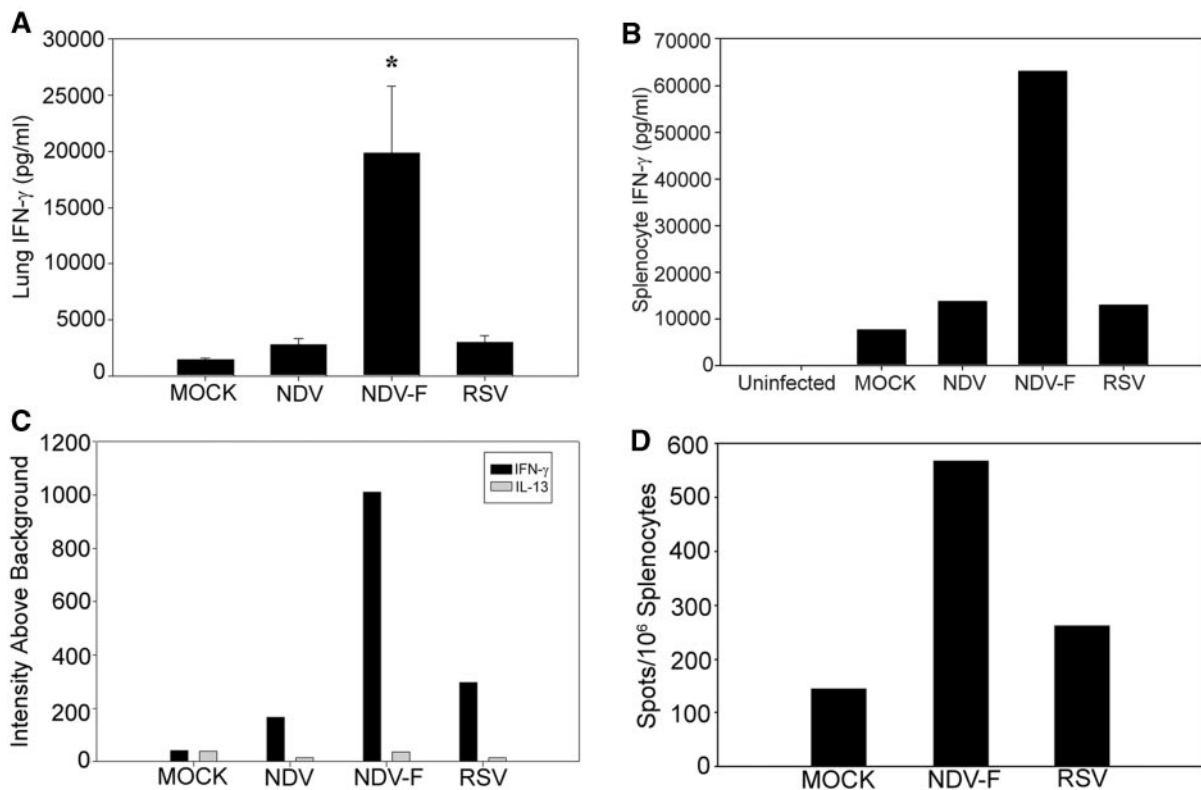 A
Lung IFN-γ (pg/ml)
30000
25000
20000
15000
10000
5000
0
*
MOCK NDV NDV-F RSV
B
Splenocyte IFN-γ (pg/ml)
70000
60000
50000
40000
30000
20000
10000
0
Uninfected MOCK NDV NDV-F RSV
C
Intensity Above Background
1200
1000
800
600
400
200
0
IFN-γ
IL-13
MOCK NDV NDV-F RSV
D
Spots/10⁶ Splenocytes
600
500
400
300
200
100
0
MOCK NDV-F RSV